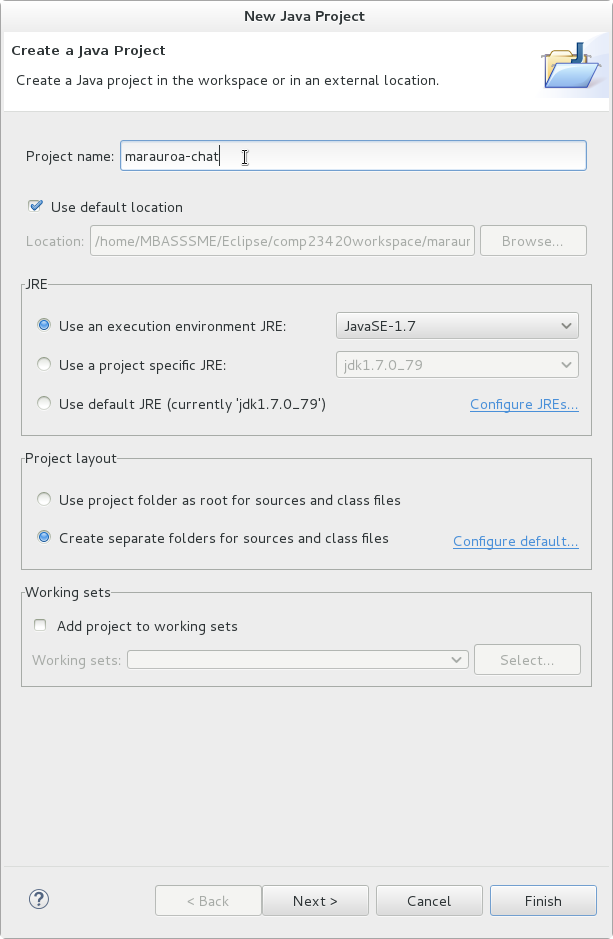 New Java Project
Create a Java Project
Create a Java project in the workspace or in an external location.
Project name: marauroa-chat
Use default location
Location: /home/MBASSSME/Eclipse/comp23420workspace/maraur Browse...
JRE
Use an execution environment JRE: JavaSE-1.7
Use a project specific JRE: jdk1.7.0_79
Use default JRE (currently 'jdk1.7.0_79') Configure JREs...
Project layout
Use project folder as root for sources and class files
Create separate folders for sources and class files Configure default...
Working sets
Add project to working sets
Working sets: Select...
? < Back Next > Cancel Finish